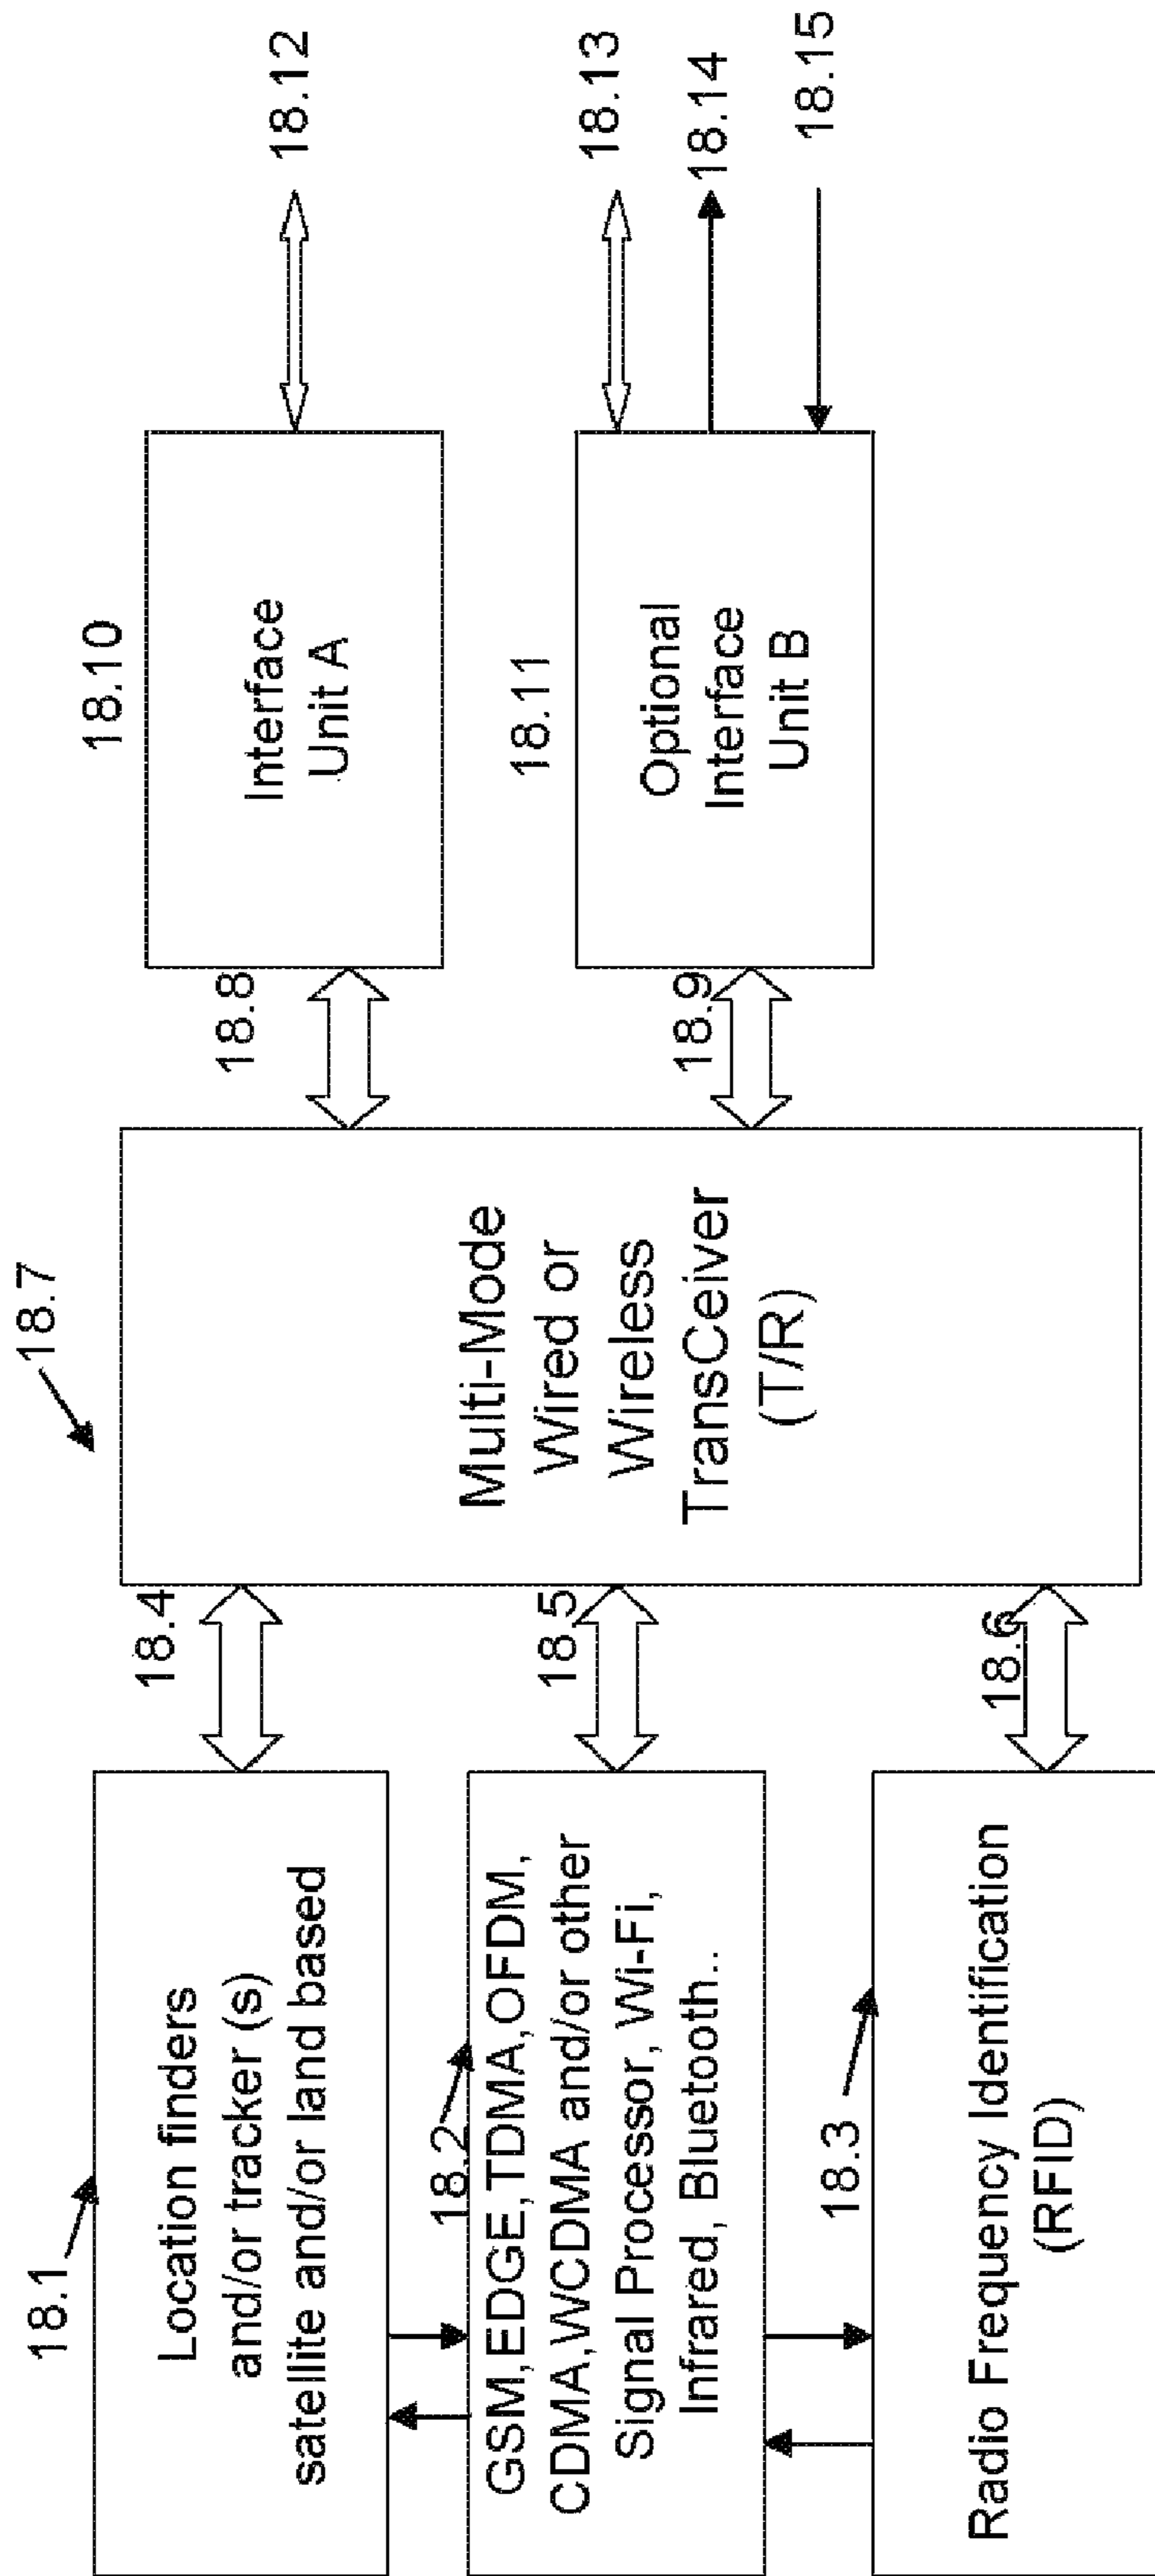 18.1
Location finders
and/or tracker (s)
satellite and/or land based
18.2
GSM,EDGE,TDMA,OFDM,
CDMA,WCDMA and/or other
Signal Processor, Wi-Fi,
Infrared, Bluetooth..
18.3
Radio Frequency Identification
(RFID)
18.4
18.5
18.6
18.7
Multi-Mode
Wired or
Wireless
TransCeiver
(T/R)
18.8
18.9
18.10
Interface
Unit A
18.11
Optional
Interface
Unit B
18.12
18.13
18.14
18.15